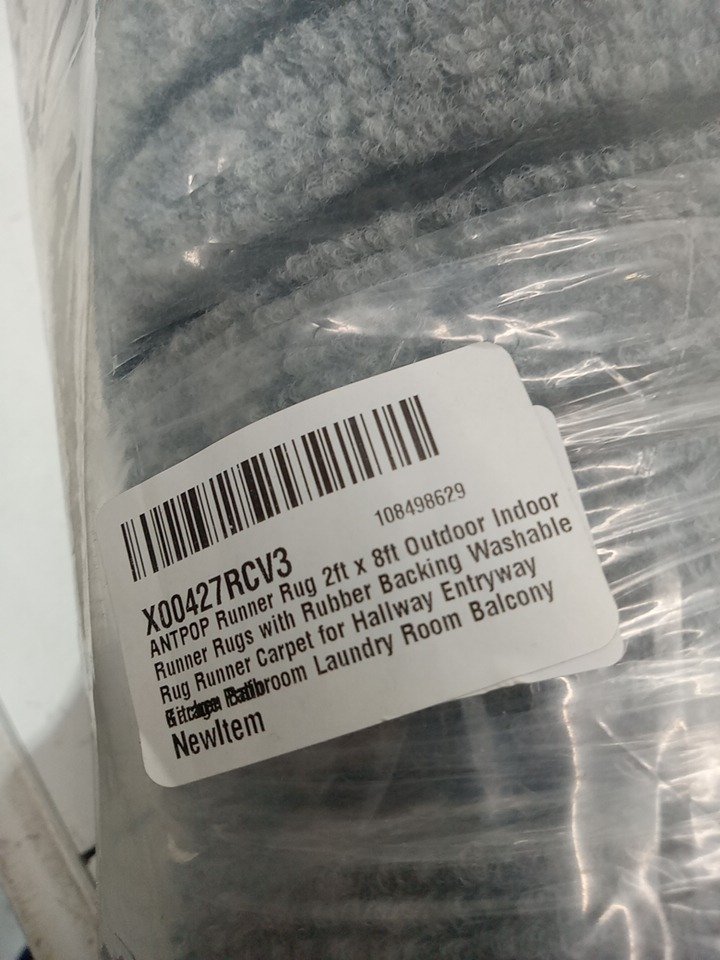 108498629
X00427RCV3
ANTPOP Runner Rug 2ft x 8ft Outdoor Indoor
Runner Rugs with Rubber Backing Washable
Rug Runner Carpet for Hallway Entryway
Bathroom Laundry Room Balcony
NewItem